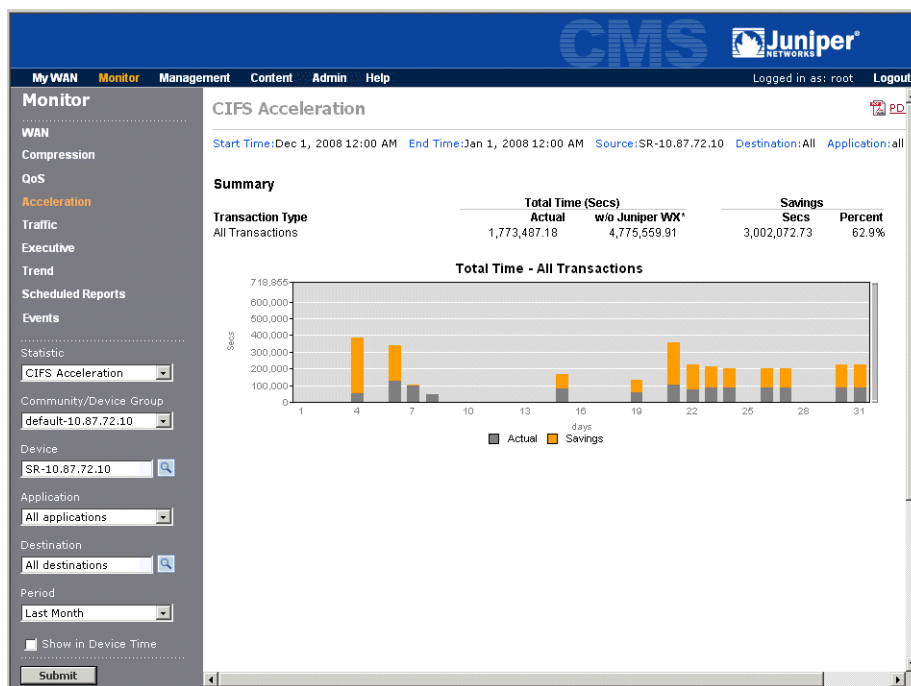 CMS
Juniper®
NETWORKS
My WAN Monitor Management Content Admin Help Logged in as: root Logout
Monitor
WAN
Compression
QoS
Acceleration
Traffic
Executive
Trend
Scheduled Reports
Events
Statistic
CIFS Acceleration
Community/Device Group
default-10.87.72.10
Device
SR-10.87.72.10
Application
All applications
Destination
All destinations
Period
Last Month
Show in Device Time
Submit
CIFS Acceleration
PD
Start Time:Dec 1, 2008 12:00 AM End Time:Jan 1, 2008 12:00 AM Source:SR-10.87.72.10 Destination:All Application:all
Summary
Total Time (Secs) Savings
Transaction Type Actual w/o Juniper WX* Secs Percent
All Transactions 1,773,487.18 4,775,559.91 3,002,072.73 62.9%
Total Time - All Transactions
718,855
600,000
500,000
400,000
300,000
200,000
100,000
0
Secs
1 4 7 10 13 16 19 22 25 28 31
days
Actual Savings